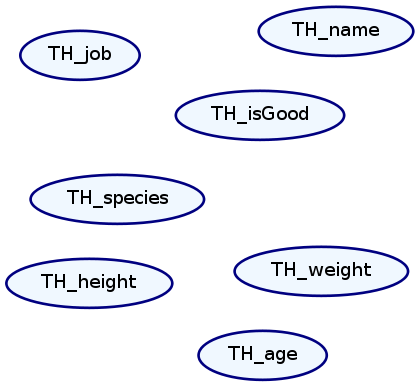 TH_name
TH_job
TH_isGood
TH_species
TH_weight
TH_height
TH_age